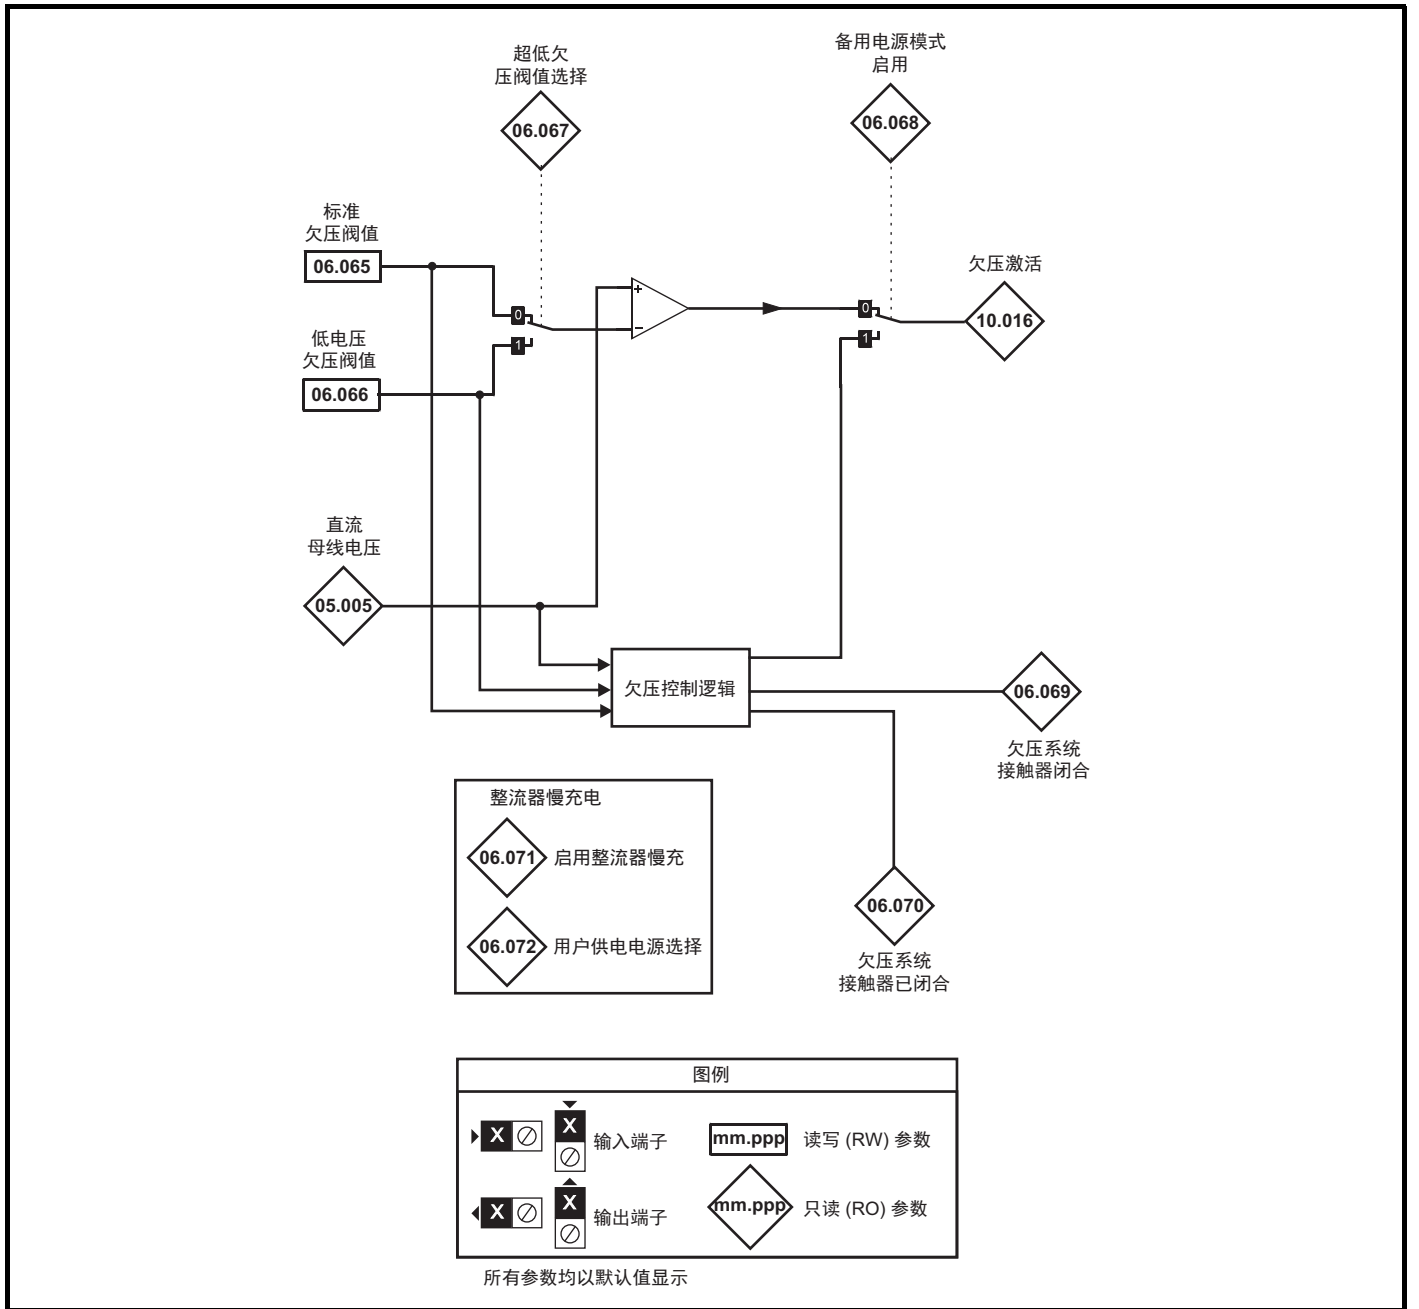 超低欠
压阀值选择
06.067
备用电源模式
启用
06.068
标准
欠压阀值
06.065
0
1
+
−
0
1
欠压激活
10.016
低电压
欠压阀值
06.066
直流
母线电压
05.005
欠压控制逻辑
06.069
欠压系统
接触器闭合
整流器慢充电
06.071 启用整流器慢充
06.072 用户供电电源选择
06.070
欠压系统
接触器已闭合
图例
X X 输入端子 mm.ppp 读写 (RW) 参数
X X 输出端子 mm.ppp 只读 (RO) 参数
所有参数均以默认值显示